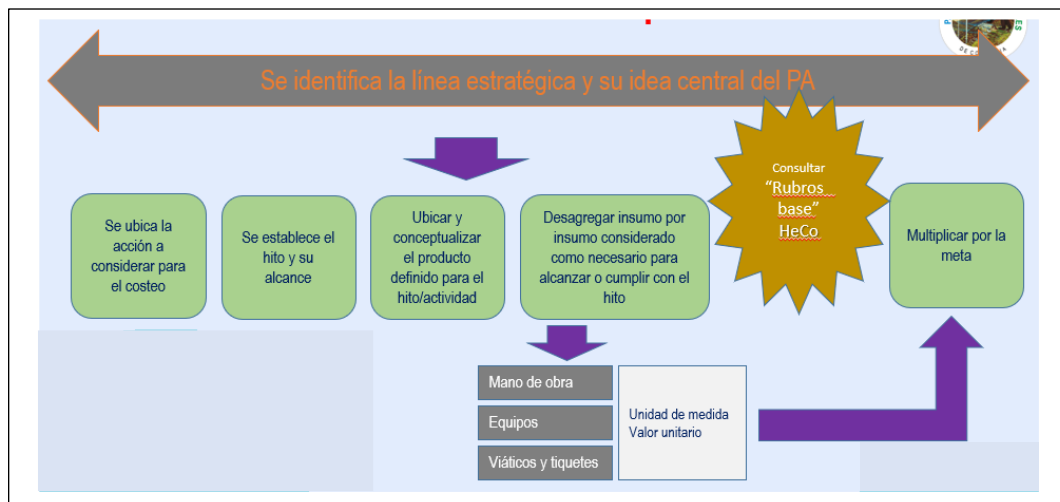 Se identifica la línea estratégica y su idea central del PA
Se ubica la
acción a
considerar para
el costeo
Se establece el
hito y su
alcance
Ubicar y
conceptualizar
el producto
definido para el
hito/actividad
Desagregar insumo por
insumo considerado
como necesario para
alcanzar o cumplir con el
hito
Consultar
“Rubros
base”
HeCo
Multiplicar por la
meta
Mano de obra
Equipos
Viáticos y tiquetes
Unidad de medida
Valor unitario